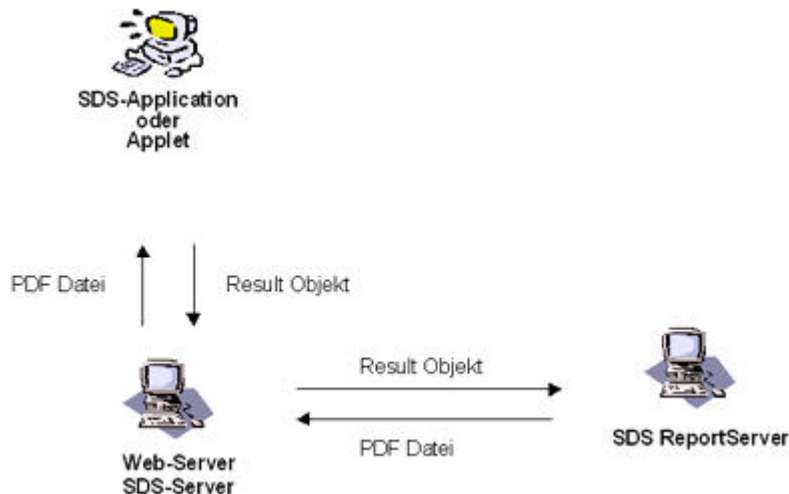 SDS-Application
oder
Applet
PDF Datei
Result Objekt
Result Objekt
PDF Datei
Web-Server
SDS-Server
SDS ReportServer